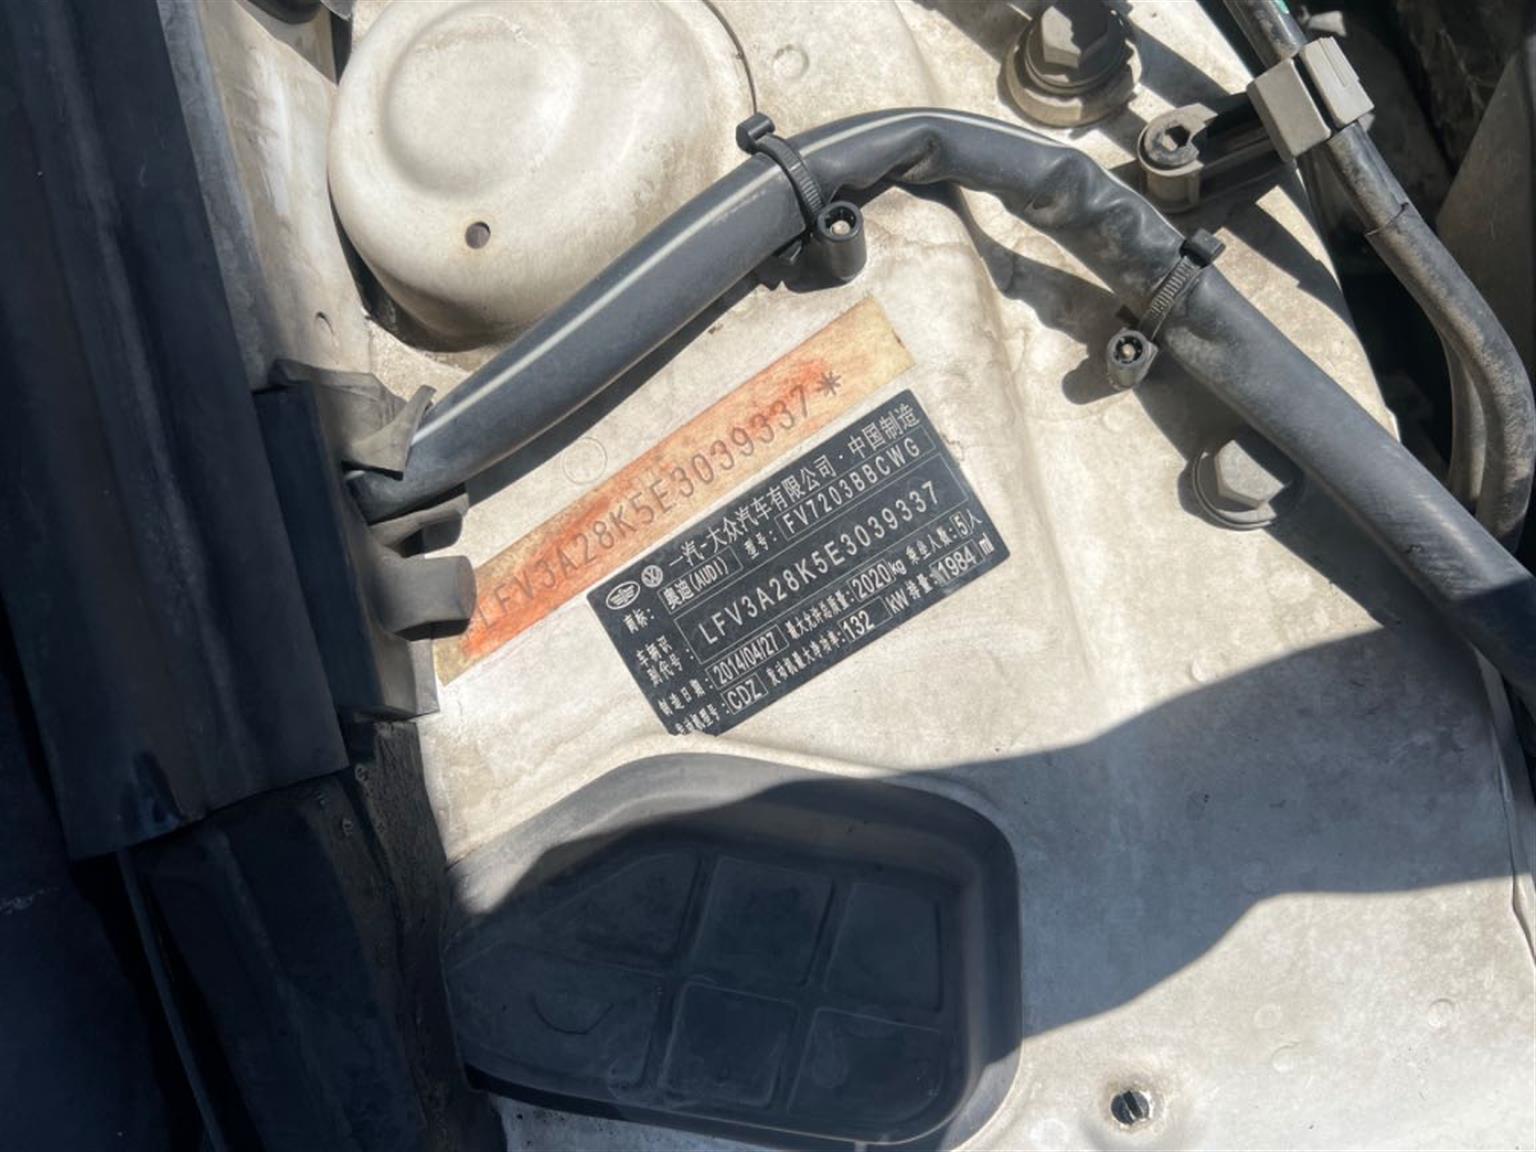 *LFV3A28K5E3039337*
一汽-大众汽车有限公司·中国制造
商标: 奥迪(AUDI) 型号: FV7203BBCWG
车辆识别代号: LFV3A28K5E3039337
制造日期: 2014/04/27 最大允许总质量: 2020 kg 乘坐人数: 5 人
发动机型号: CDZ 发动机最大净功率: 132 kW 排量: 1984 ml